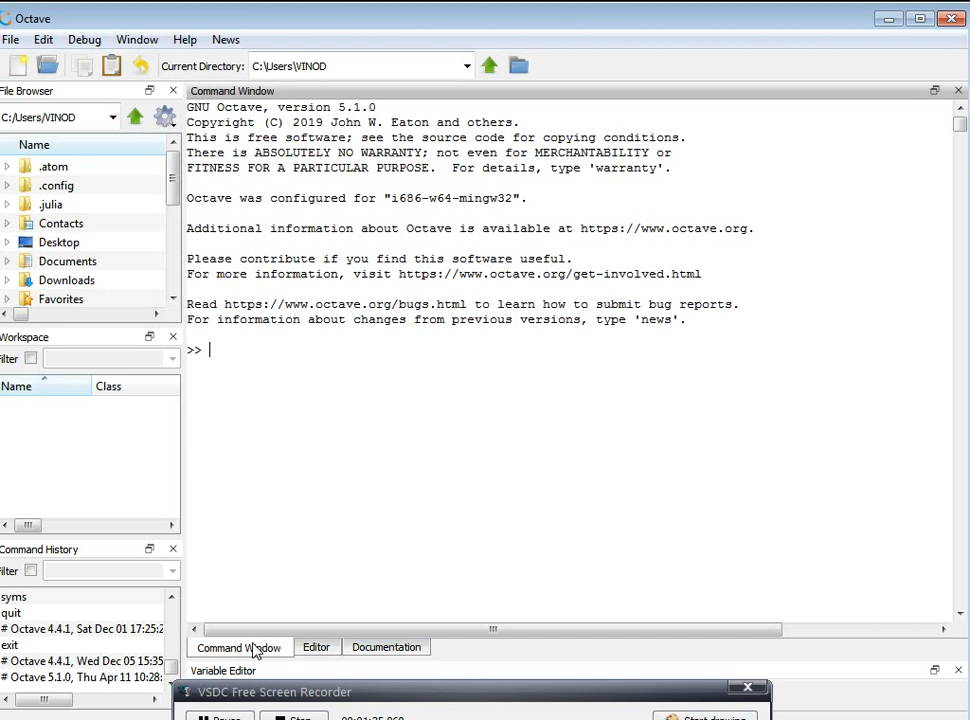 Octave
File Edit Debug Window Help News
Current Directory: C:\Users\VINOD
File Browser
C:/Users/VINOD
Name
.atom
.config
.julia
Contacts
Desktop
Documents
Downloads
Favorites
Workspace
Filter
Name Class
Command History
Filter
syms
quit
# Octave 4.4.1, Sat Dec 01 17:25:2
exit
# Octave 4.4.1, Wed Dec 05 15:35
# Octave 5.1.0, Thu Apr 11 10:28:
Command Window
GNU Octave, version 5.1.0
Copyright (C) 2019 John W. Eaton and others.
This is free software; see the source code for copying conditions.
There is ABSOLUTELY NO WARRANTY; not even for MERCHANTABILITY or
FITNESS FOR A PARTICULAR PURPOSE.  For details, type 'warranty'.
Octave was configured for "i686-w64-mingw32".
Additional information about Octave is available at https://www.octave.org.
Please contribute if you find this software useful.
For more information, visit https://www.octave.org/get-involved.html
Read https://www.octave.org/bugs.html to learn how to submit bug reports.
For information about changes from previous versions, type 'news'.
>>
Command Window Editor Documentation
Variable Editor
VSDC Free Screen Recorder
Pause Stop Start drawing